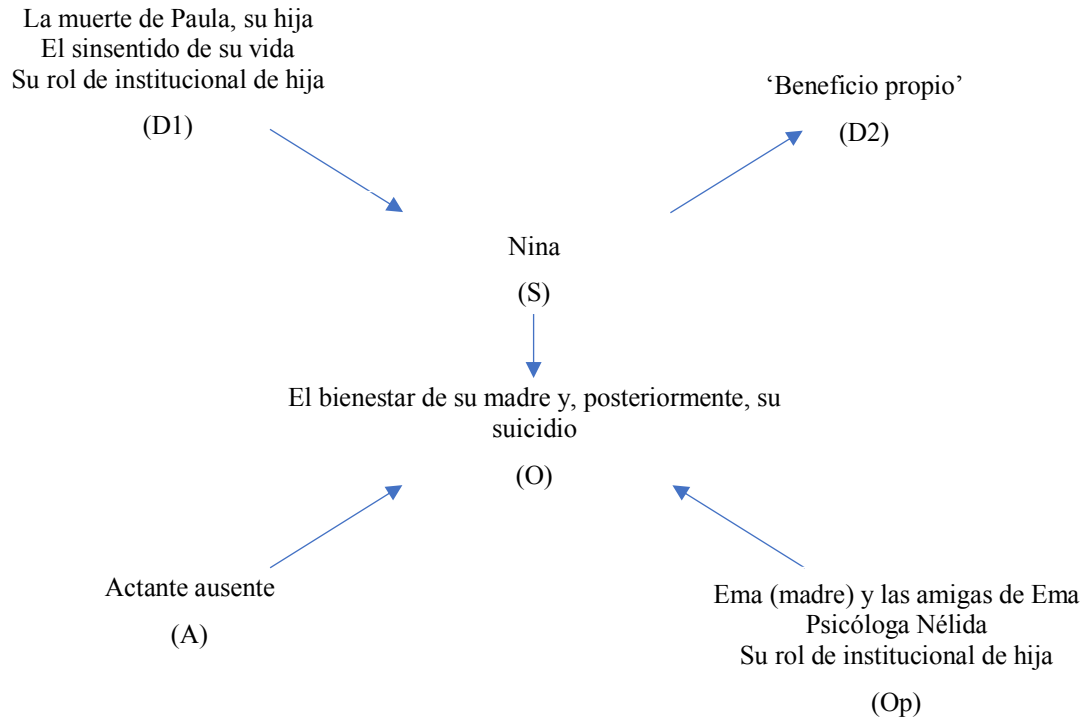 La muerte de Paula, su hija
El sinsentido de su vida
Su rol de institucional de hija
(D1)
‘Beneficio propio’
(D2)
Nina
(S)
El bienestar de su madre y, posteriormente, su
suicidio
(O)
Actante ausente
(A)
Ema (madre) y las amigas de Ema
Psicóloga Nélida
Su rol de institucional de hija
(Op)